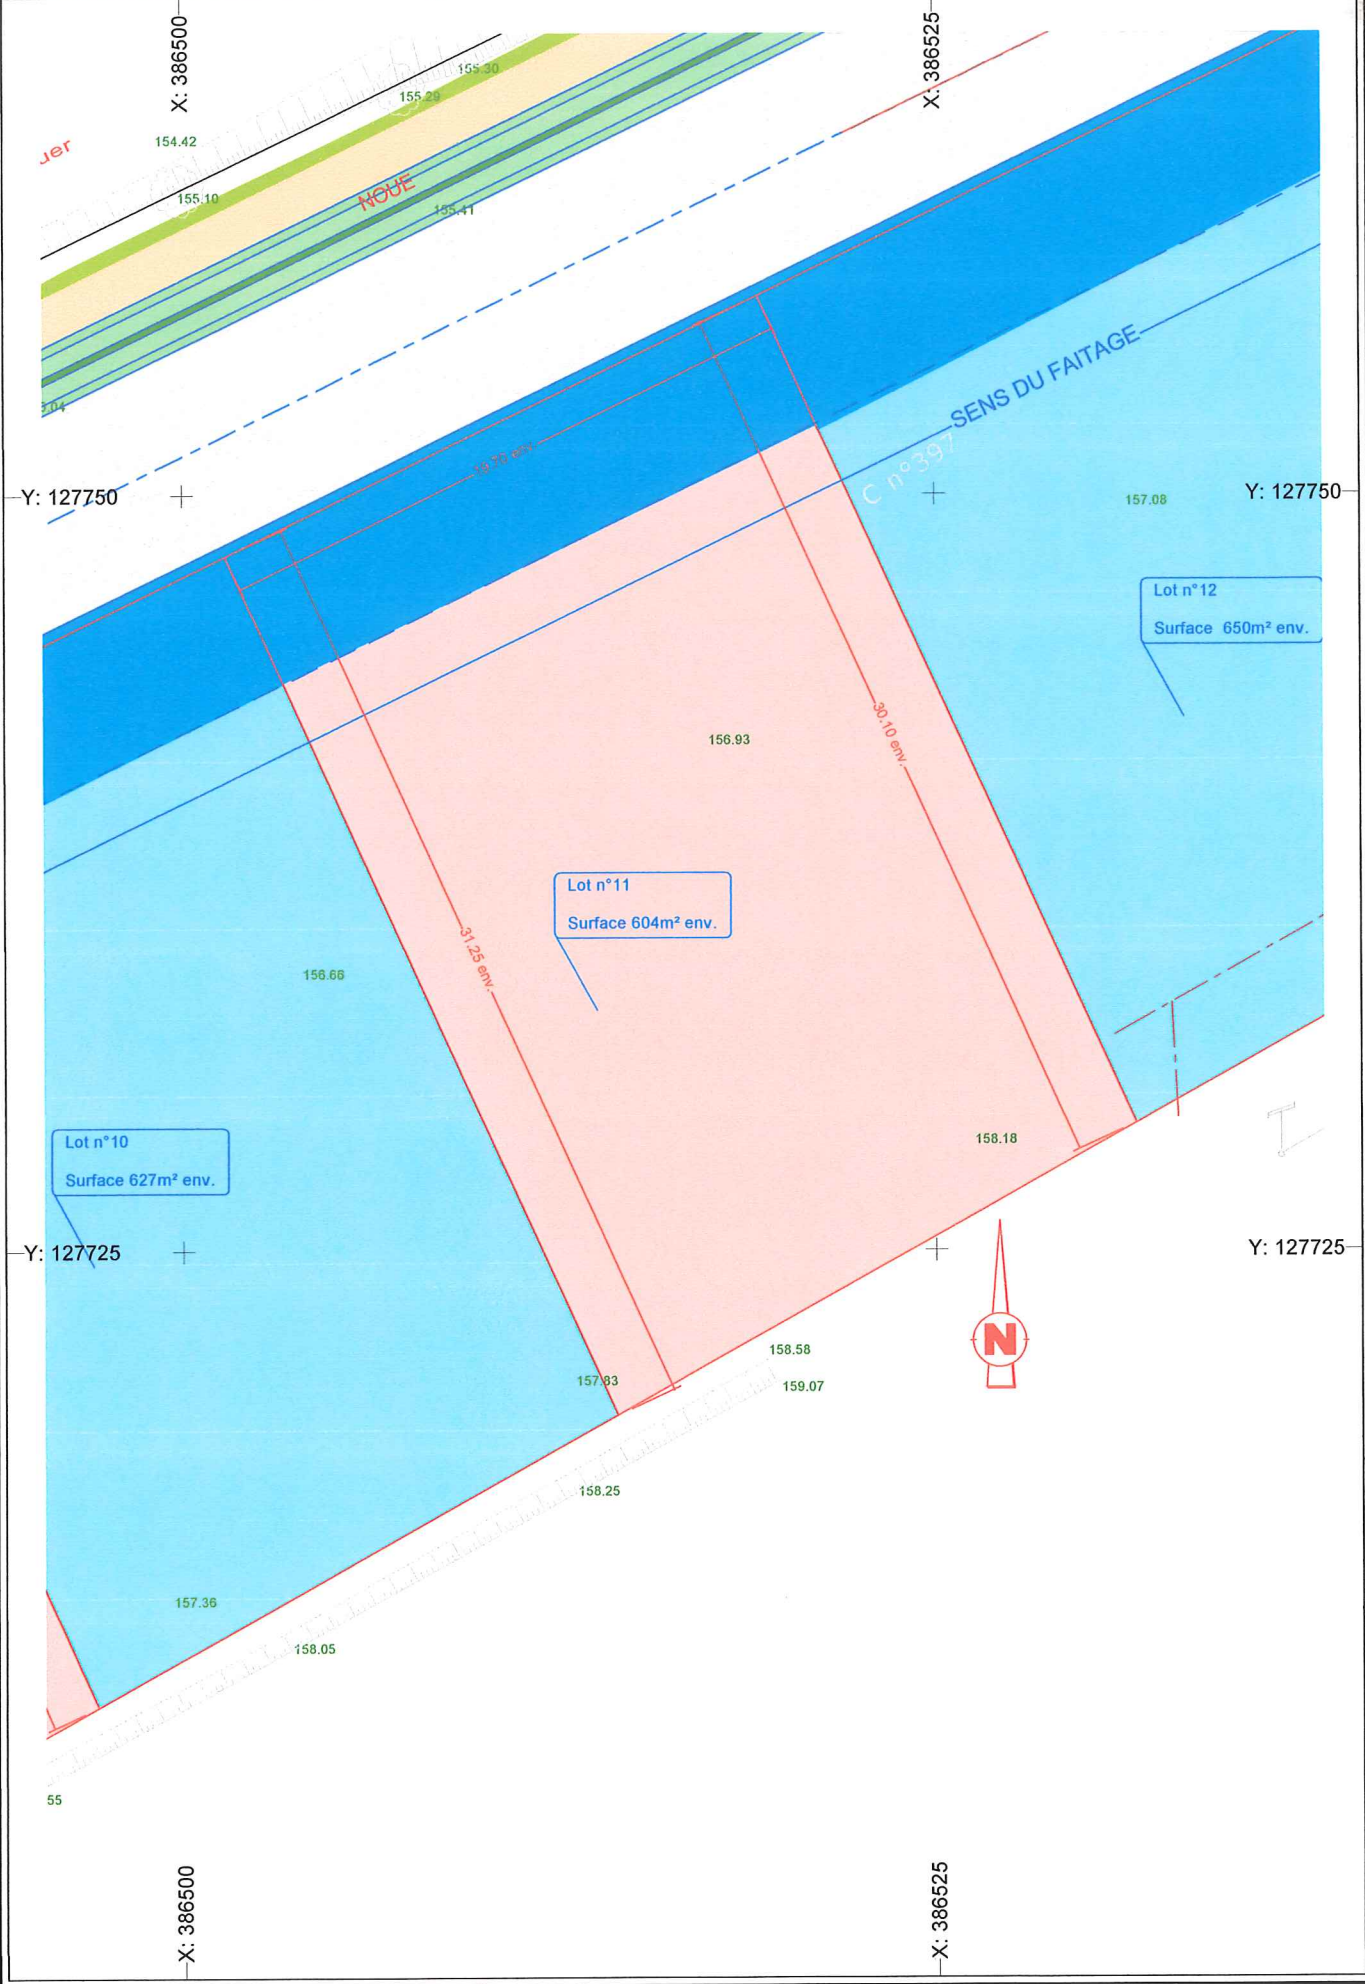 X: 386500
X: 386525
155.30
155.29
154.42
155.10
NOUE
155.41
SENS DU FAITAGE
19.70 env.
C n°397
Y: 127750
Y: 127750
157.08
Lot n°12
Surface 650m² env.
156.93
30.10 env.
Lot n°11
Surface 604m² env.
31.25 env.
156.66
158.18
Lot n°10
Surface 627m² env.
Y: 127725
Y: 127725
N
158.58
157.83
159.07
158.25
157.36
158.05
55
X: 386500
X: 386525